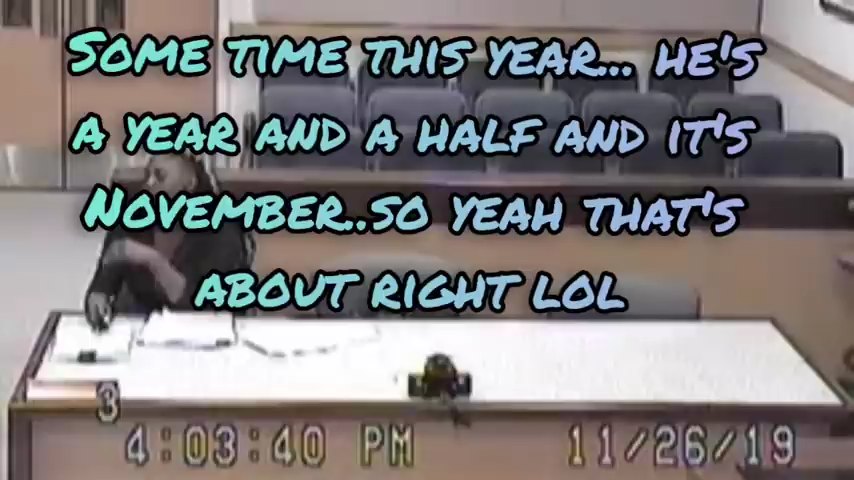 Some time this year... he's
a year and a half and it's
November..so yeah that's
about right lol
3
4:03:40 PM 11/26/19